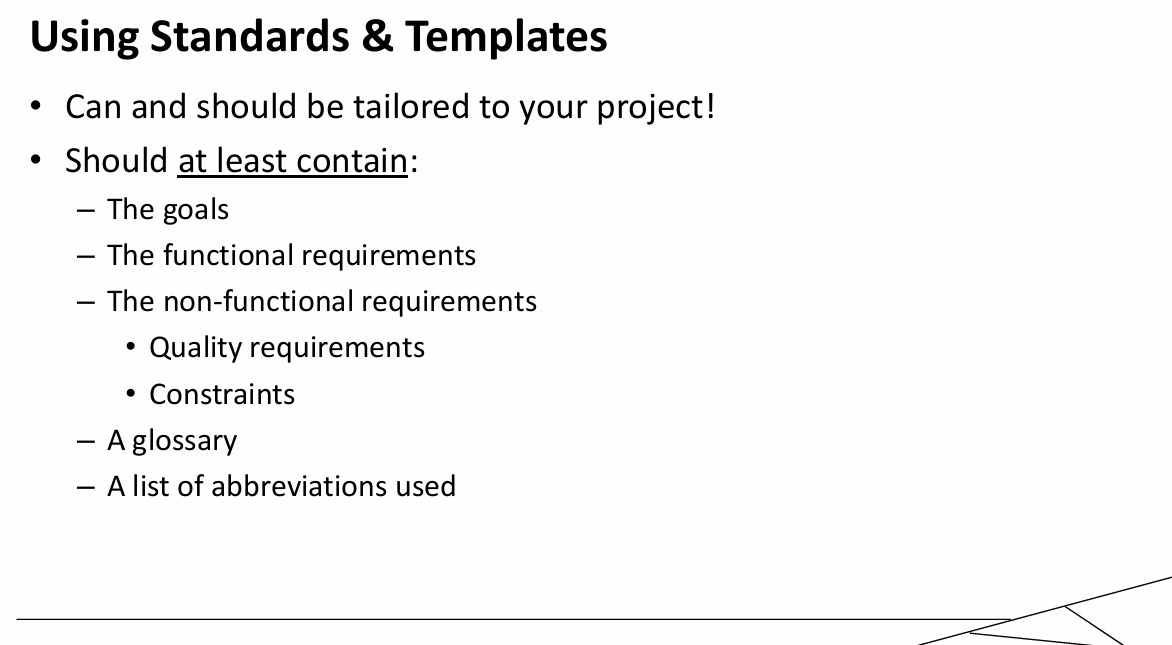 Using Standards & Templates
• Can and should be tailored to your project!
• Should at least contain:
– The goals
– The functional requirements
– The non-functional requirements
• Quality requirements
• Constraints
– A glossary
– A list of abbreviations used